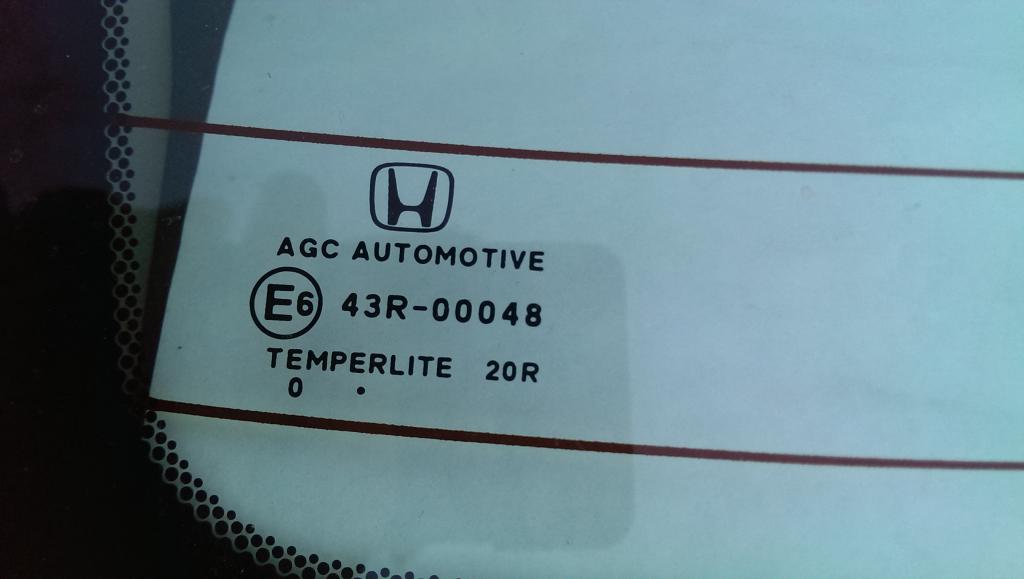 AGC AUTOMOTIVE
E6 43R-00048
TEMPERLITE 20R
0 .